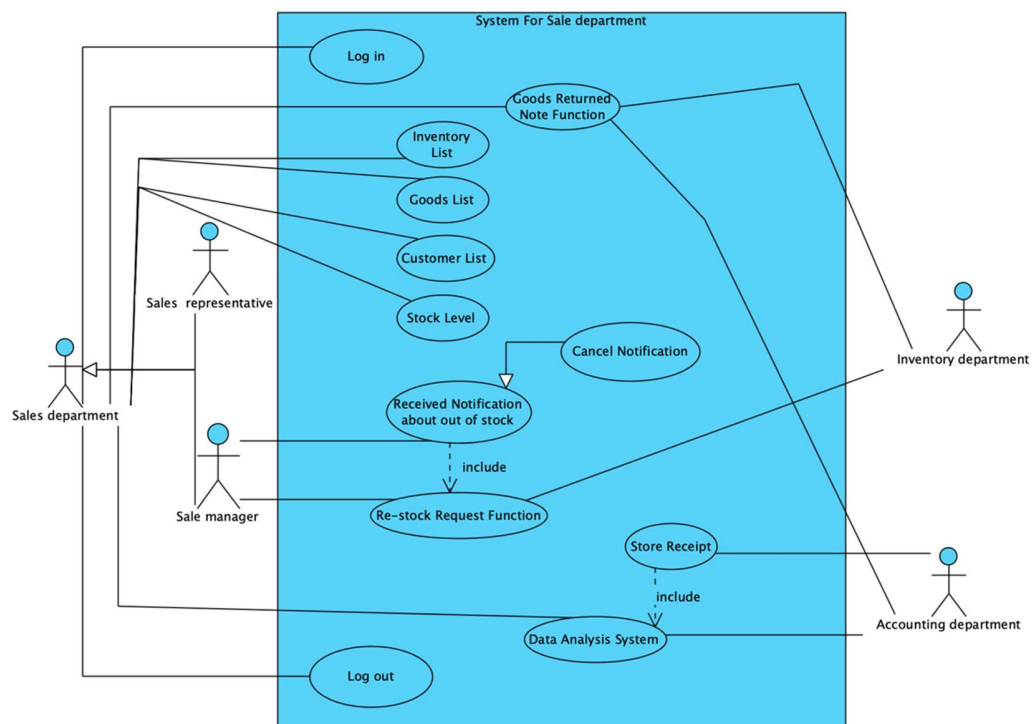 System For Sale department
Log in
Goods Returned
Note Function
Inventory
List
Goods List
Customer List
Sales representative
Stock Level
Cancel Notification
Inventory department
Sales department
Received Notification
about out of stock
include
Sale manager
Re-stock Request Function
Store Receipt
include
Accounting department
Data Analysis System
Log out